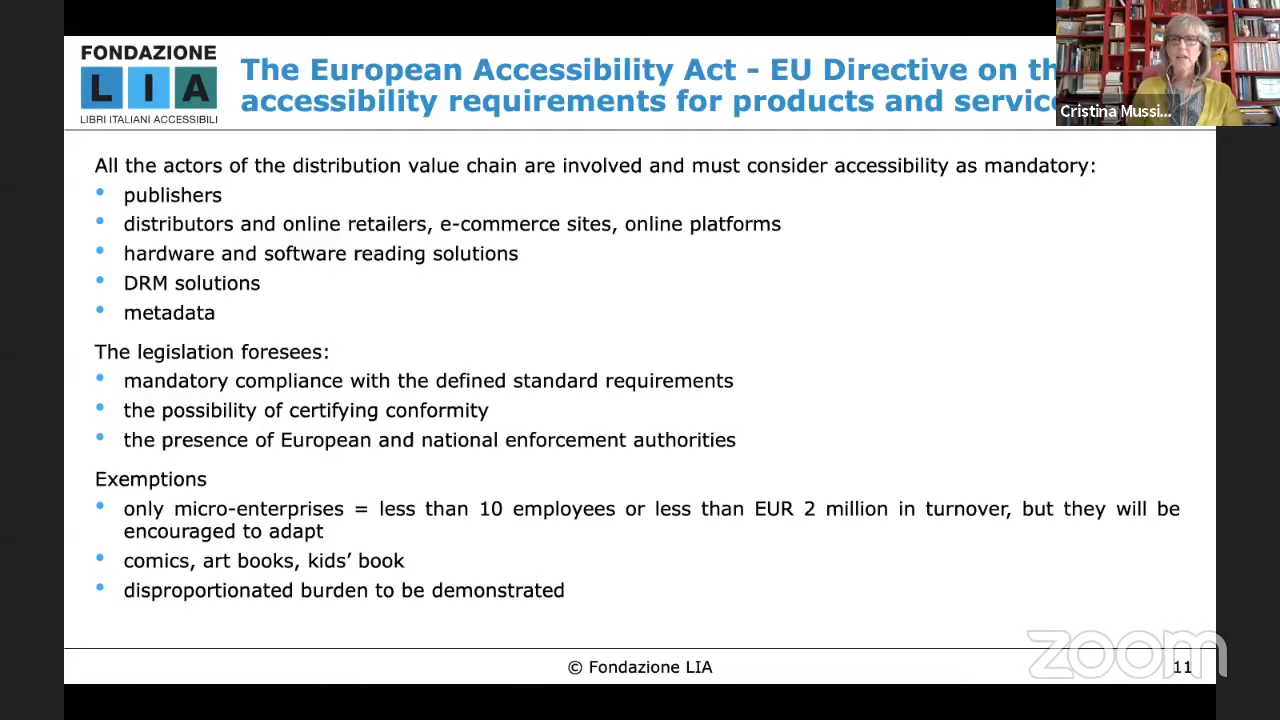 FONDAZIONE
LIA
LIBRI ITALIANI ACCESSIBILI
The European Accessibility Act - EU Directive on th
accessibility requirements for products and servic
Cristina Mussi...
All the actors of the distribution value chain are involved and must consider accessibility as mandatory:
• publishers
• distributors and online retailers, e-commerce sites, online platforms
• hardware and software reading solutions
• DRM solutions
• metadata
The legislation foresees:
• mandatory compliance with the defined standard requirements
• the possibility of certifying conformity
• the presence of European and national enforcement authorities
Exemptions
• only micro-enterprises = less than 10 employees or less than EUR 2 million in turnover, but they will be
encouraged to adapt
• comics, art books, kids’ book
• disproportionated burden to be demonstrated
© Fondazione LIA
zoom
11